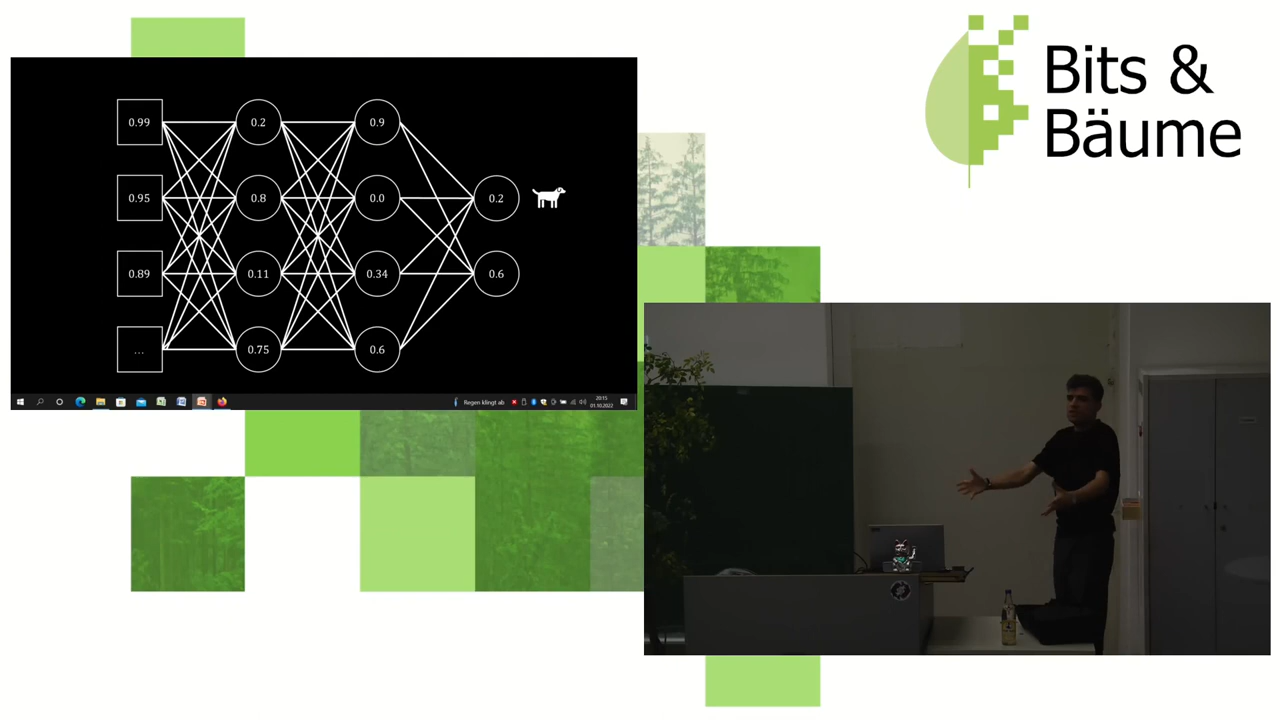 Bits &
Bäume
0.99 0.2 0.9
0.95 0.8 0.0 0.2
0.89 0.11 0.34 0.6
... 0.75 0.6
Regen klingt ab 20:15
01.10.2022